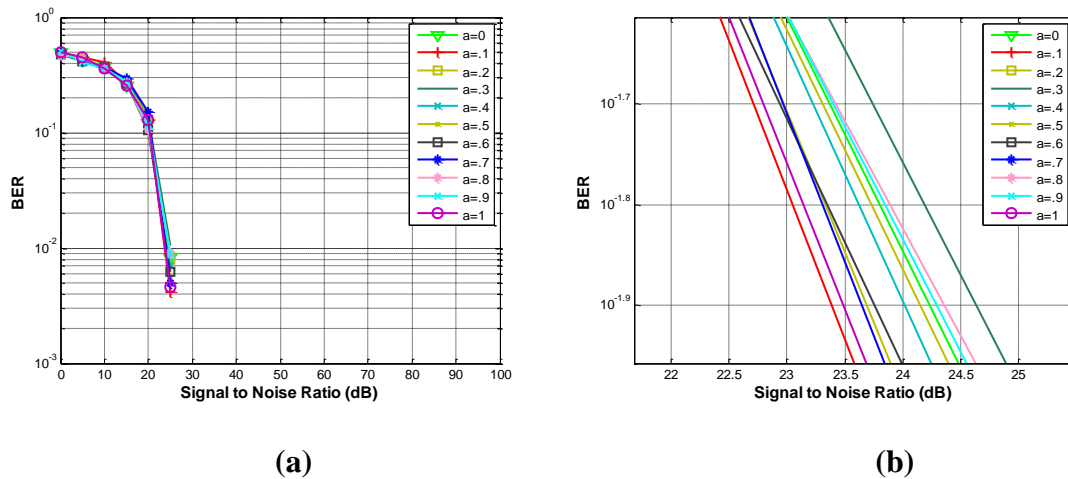 10^0
10^-1
10^-2
10^-3
BER
0 10 20 30 40 50 60 70 80 90 100
Signal to Noise Ratio (dB)
a=0
a=.1
a=.2
a=.3
a=.4
a=.5
a=.6
a=.7
a=.8
a=.9
a=1
(a)
10^-1.7
10^-1.8
10^-1.9
BER
22 22.5 23 23.5 24 24.5 25
Signal to Noise Ratio (dB)
a=0
a=.1
a=.2
a=.3
a=.4
a=.5
a=.6
a=.7
a=.8
a=.9
a=1
(b)